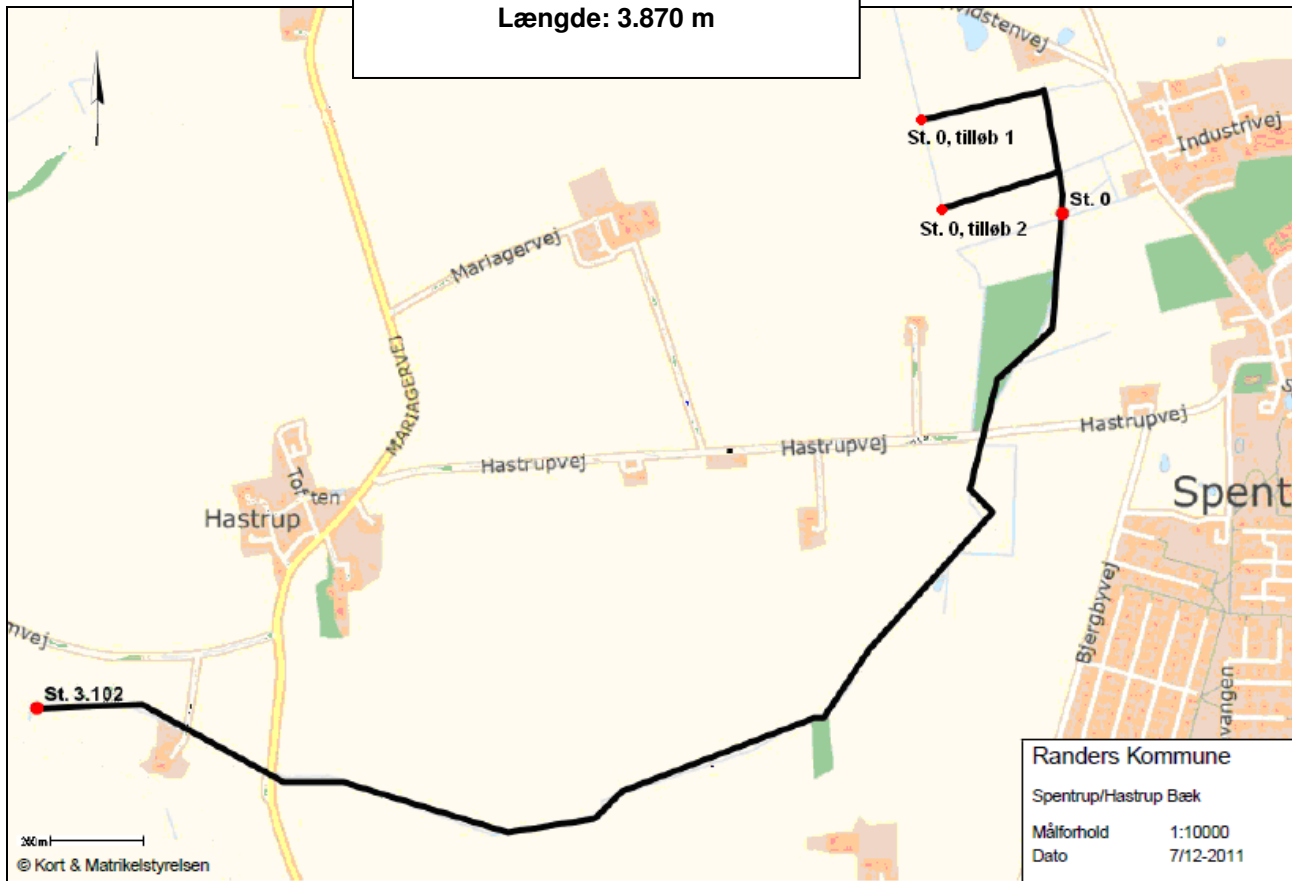 Længde: 3.870 m
Industrivej
St. 0, tilløb 1
St. 0
St. 0, tilløb 2
Mariagervej
MARIAGERVEJ
Hastrupvej
Hastrupvej
Hastrupvej
Toften
Hastrup
Spent
Bjergbyvej
vangen
mvej
St. 3.102
Randers Kommune
Spentrup/Hastrup Bæk
Målforhold 1:10000
Dato 7/12-2011
© Kort & Matrikelstyrelsen